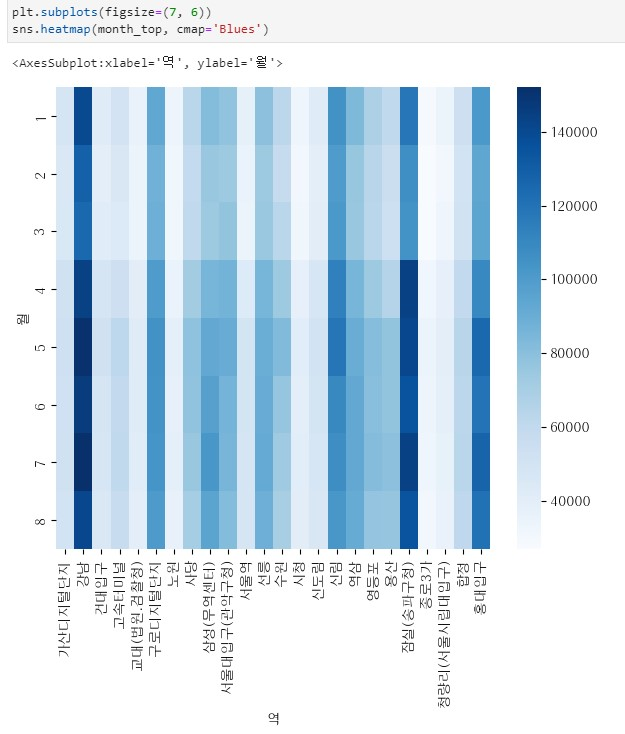 plt.subplots(figsize=(7, 6))
sns.heatmap(month_top, cmap='Blues')
<AxesSubplot:xlabel='역', ylabel='월'>
월
1
2
3
4
5
6
7
8
140000
120000
100000
80000
60000
40000
가산디지털단지
강남
건대입구
고속터미널
교대(법원.검찰청)
구로디지털단지
노원
사당
삼성(무역센터)
서울대입구(관악구청)
서울역
선릉
수원
시청
신도림
신림
역삼
영등포
용산
잠실(송파구청)
종로3가
청량리(서울시립대입구)
합정
홍대입구
역